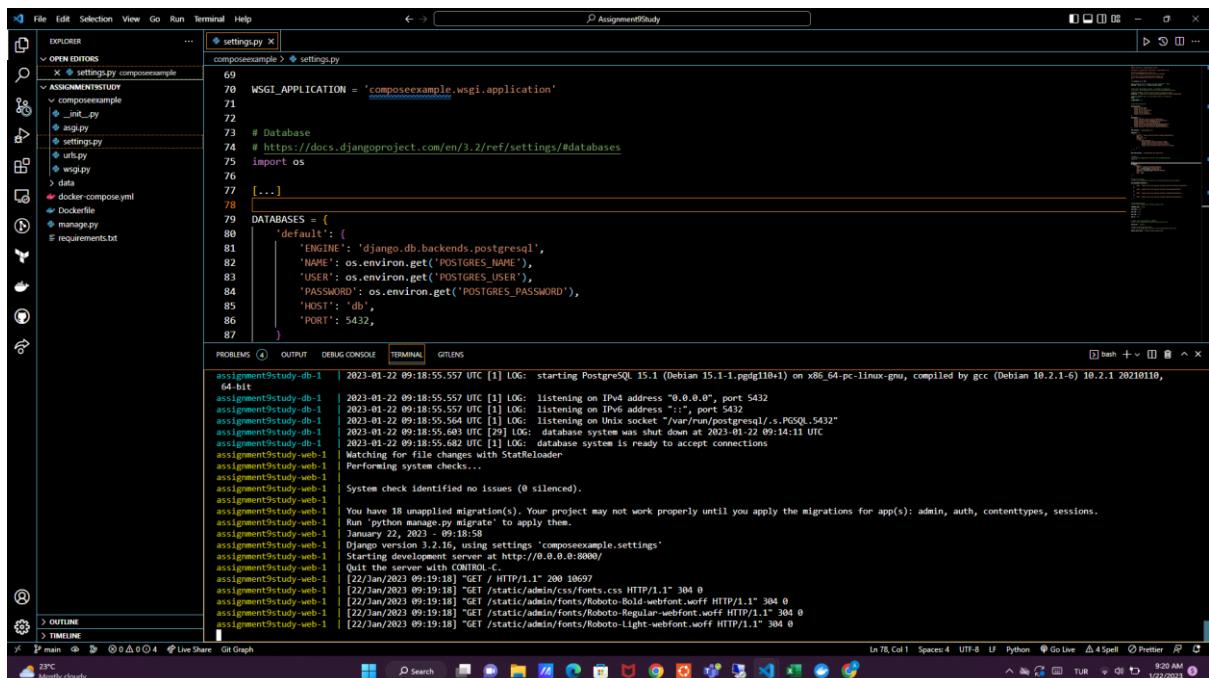 File Edit Selection View Go Run Terminal Help
Assignment9Study
EXPLORER
settings.py
OPEN EDITORS
settings.py composeexample
ASSIGNMENT9STUDY
composeexample
__init__.py
asgi.py
settings.py
urls.py
wsgi.py
data
docker-compose.yml
Dockerfile
manage.py
requirements.txt
OUTLINE
TIMELINE
composeexample > settings.py
69
70 WSGI_APPLICATION = 'composeexample.wsgi.application'
71
72
73 # Database
74 # https://docs.djangoproject.com/en/3.2/ref/settings/#databases
75 import os
76
77 [...]
78
79 DATABASES = {
80 'default': {
81 'ENGINE': 'django.db.backends.postgresql',
82 'NAME': os.environ.get('POSTGRES_NAME'),
83 'USER': os.environ.get('POSTGRES_USER'),
84 'PASSWORD': os.environ.get('POSTGRES_PASSWORD'),
85 'HOST': 'db',
86 'PORT': 5432,
87 }
PROBLEMS 4 OUTPUT DEBUG CONSOLE TERMINAL GITLENS bash
assignment9study-db-1 | 2023-01-22 09:18:55.557 UTC [1] LOG: starting PostgreSQL 15.1 (Debian 15.1-1.pgdg110+1) on x86_64-pc-linux-gnu, compiled by gcc (Debian 10.2.1-6) 10.2.1 20210110,
64-bit
assignment9study-db-1 | 2023-01-22 09:18:55.557 UTC [1] LOG: listening on IPv4 address "0.0.0.0", port 5432
assignment9study-db-1 | 2023-01-22 09:18:55.557 UTC [1] LOG: listening on IPv6 address "::", port 5432
assignment9study-db-1 | 2023-01-22 09:18:55.564 UTC [1] LOG: listening on Unix socket "/var/run/postgresql/.s.PGSQL.5432"
assignment9study-db-1 | 2023-01-22 09:18:55.603 UTC [29] LOG: database system was shut down at 2023-01-22 09:14:11 UTC
assignment9study-db-1 | 2023-01-22 09:18:55.682 UTC [1] LOG: database system is ready to accept connections
assignment9study-web-1 | Watching for file changes with StatReloader
assignment9study-web-1 | Performing system checks...
assignment9study-web-1 |
assignment9study-web-1 | System check identified no issues (0 silenced).
assignment9study-web-1 |
assignment9study-web-1 | You have 18 unapplied migration(s). Your project may not work properly until you apply the migrations for app(s): admin, auth, contenttypes, sessions.
assignment9study-web-1 | Run 'python manage.py migrate' to apply them.
assignment9study-web-1 | January 22, 2023 - 09:18:58
assignment9study-web-1 | Django version 3.2.16, using settings 'composeexample.settings'
assignment9study-web-1 | Starting development server at http://0.0.0.0:8000/
assignment9study-web-1 | Quit the server with CONTROL-C.
assignment9study-web-1 | [22/Jan/2023 09:19:18] "GET / HTTP/1.1" 200 10697
assignment9study-web-1 | [22/Jan/2023 09:19:18] "GET /static/admin/css/fonts.css HTTP/1.1" 304 0
assignment9study-web-1 | [22/Jan/2023 09:19:18] "GET /static/admin/fonts/Roboto-Bold-webfont.woff HTTP/1.1" 304 0
assignment9study-web-1 | [22/Jan/2023 09:19:18] "GET /static/admin/fonts/Roboto-Regular-webfont.woff HTTP/1.1" 304 0
assignment9study-web-1 | [22/Jan/2023 09:19:18] "GET /static/admin/fonts/Roboto-Light-webfont.woff HTTP/1.1" 304 0
main 0 0 4 Live Share Git Graph Ln 78, Col 1 Spaces: 4 UTF-8 LF Python Go Live 4 Spell Prettier
23°C Search TUR 9:20 AM
Mostly cloudy 1/22/2023